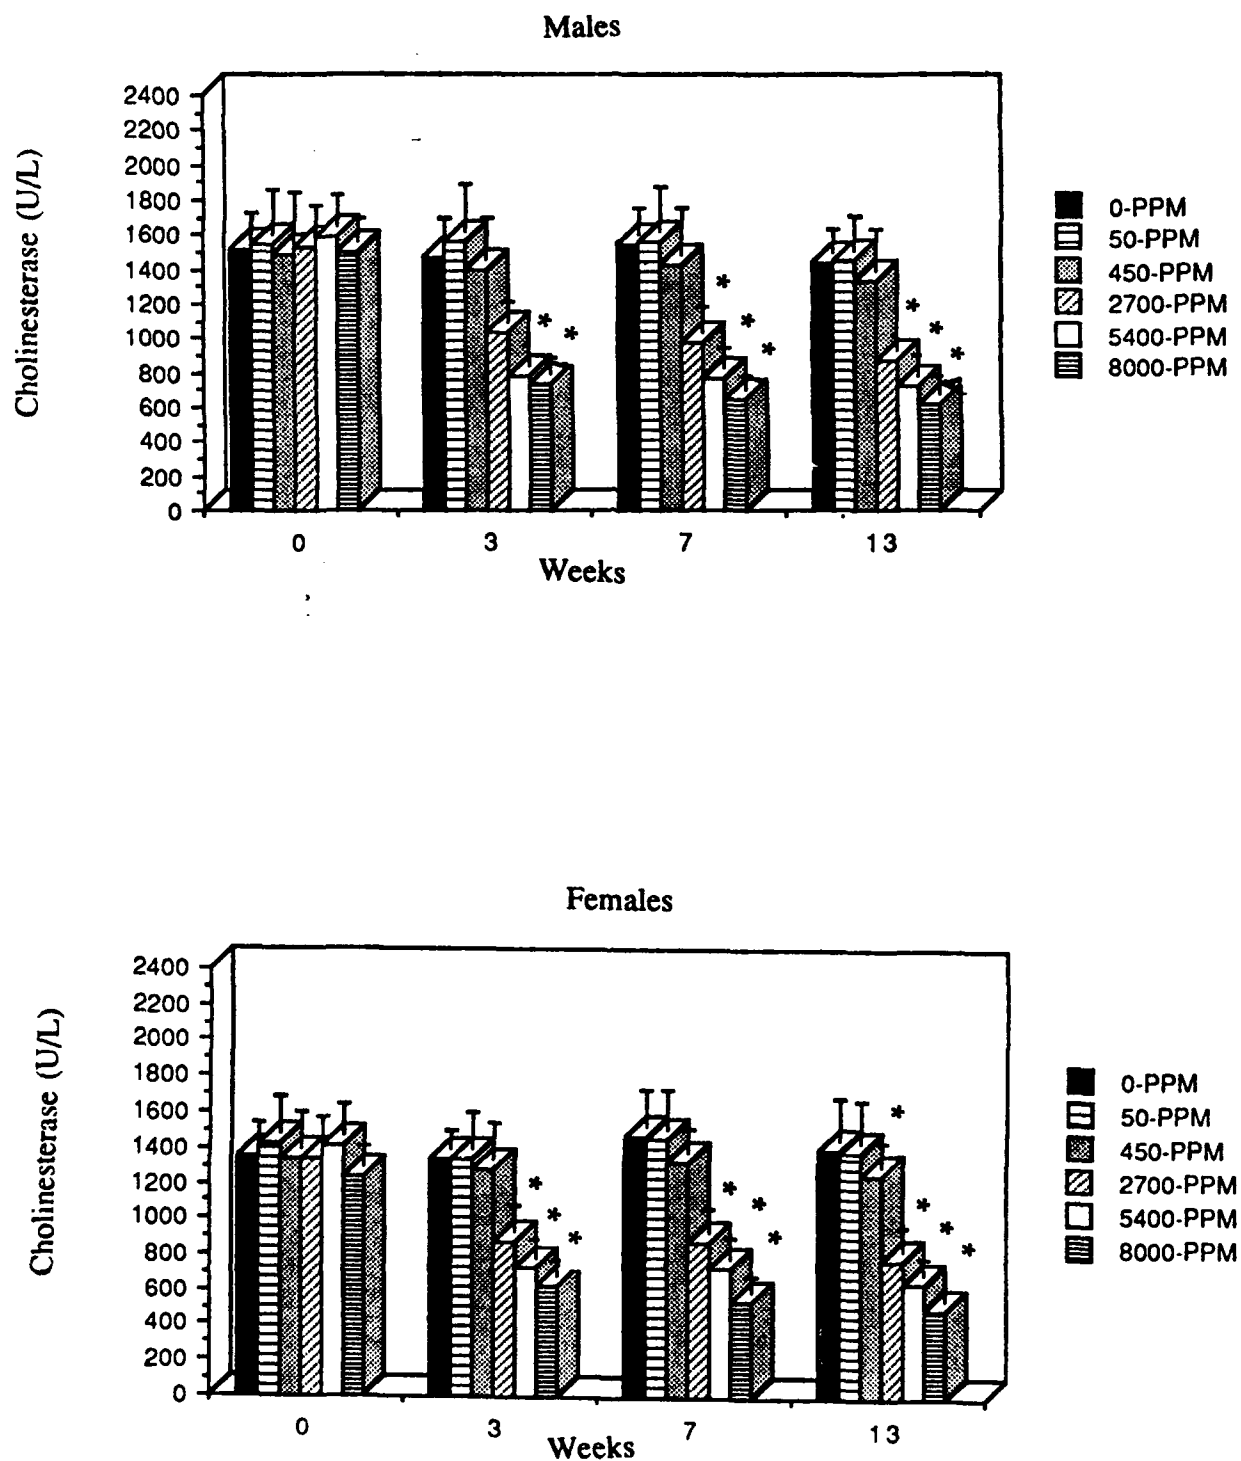 Males
Cholinesterase (U/L)
2400
2200
2000
1800
1600
1400
1200
1000
800
600
400
200
0
* * *
* * *
* *
0 3 7 13
Weeks
0-PPM
50-PPM
450-PPM
2700-PPM
5400-PPM
8000-PPM
Females
Cholinesterase (U/L)
2400
2200
2000
1800
1600
1400
1200
1000
800
600
400
200
0
* * *
* * *
* * * *
0 3 7 13
Weeks
0-PPM
50-PPM
450-PPM
2700-PPM
5400-PPM
8000-PPM